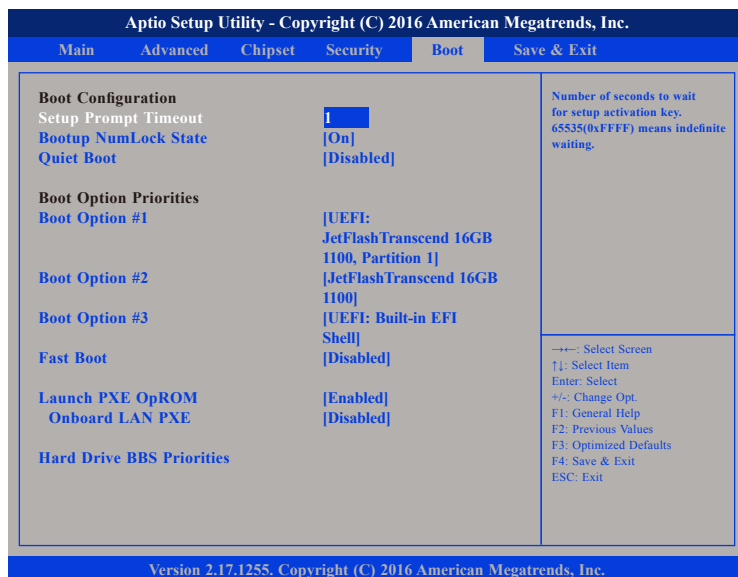 Aptio Setup Utility - Copyright (C) 2016 American Megatrends, Inc.
Main Advanced Chipset Security Boot Save & Exit
Boot Configuration
Setup Prompt Timeout 1
Bootup NumLock State [On]
Quiet Boot [Disabled]
Boot Option Priorities
Boot Option #1 [UEFI:
JetFlashTranscend 16GB
1100, Partition 1]
Boot Option #2 [JetFlashTranscend 16GB
1100]
Boot Option #3 [UEFI: Built-in EFI
Shell]
Fast Boot [Disabled]
Launch PXE OpROM [Enabled]
Onboard LAN PXE [Disabled]
Hard Drive BBS Priorities
Number of seconds to wait
for setup activation key.
65535(0xFFFF) means indefinite
waiting.
→←: Select Screen
↑↓: Select Item
Enter: Select
+/-: Change Opt.
F1: General Help
F2: Previous Values
F3: Optimized Defaults
F4: Save & Exit
ESC: Exit
Version 2.17.1255. Copyright (C) 2016 American Megatrends, Inc.